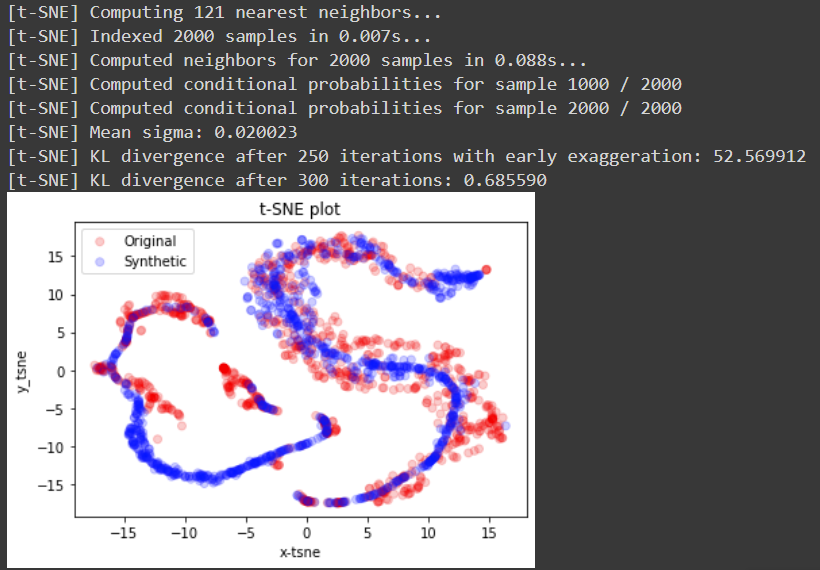 [t-SNE] Computing 121 nearest neighbors...
[t-SNE] Indexed 2000 samples in 0.007s...
[t-SNE] Computed neighbors for 2000 samples in 0.088s...
[t-SNE] Computed conditional probabilities for sample 1000 / 2000
[t-SNE] Computed conditional probabilities for sample 2000 / 2000
[t-SNE] Mean sigma: 0.020023
[t-SNE] KL divergence after 250 iterations with early exaggeration: 52.569912
[t-SNE] KL divergence after 300 iterations: 0.685590
t-SNE plot
Original
Synthetic
15
10
5
0
−5
−10
−15
y_tsne
−15 −10 −5 0 5 10 15
x-tsne